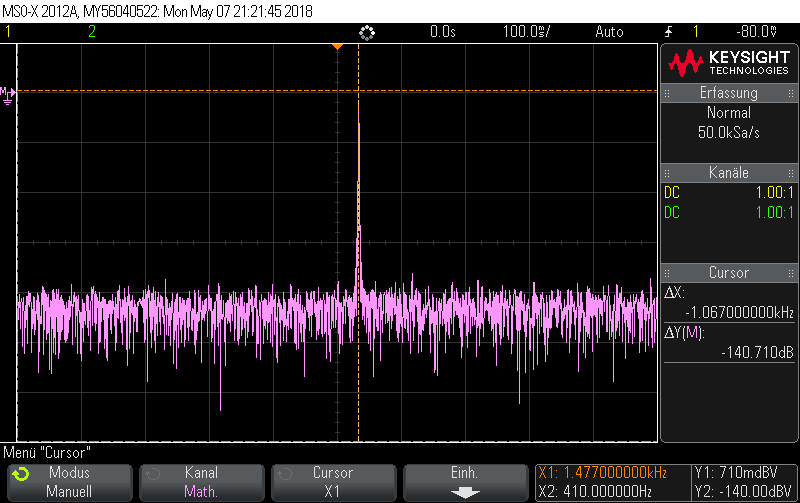 MSO-X 2012A, MY56040522: Mon May 07 21:21:45 2018
1 2 0.0s 100.0ms/ Auto 1 -80.0V
M
KEYSIGHT
TECHNOLOGIES
Erfassung
Normal
50.0kSa/s
Kanäle
DC 1.00:1
DC 1.00:1
Cursor
ΔX:
-1.067000000kHz
ΔY(M):
-140.710dB
Menü "Cursor"
Modus
Manuell
Kanal
Math.
Cursor
X1
Einh.
X1: 1.477000000kHz
X2: 410.000000Hz
Y1: 710mdBV
Y2: -140.00dBV